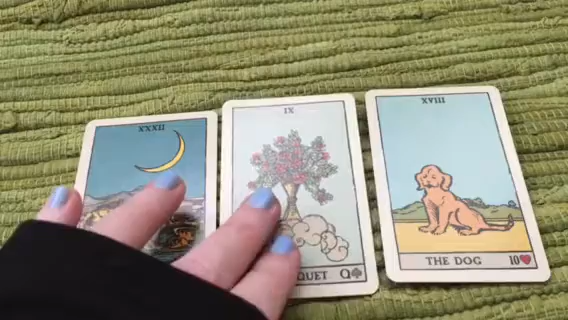 XXXII
IX
QUET Q♠
XVIII
THE DOG 10♥